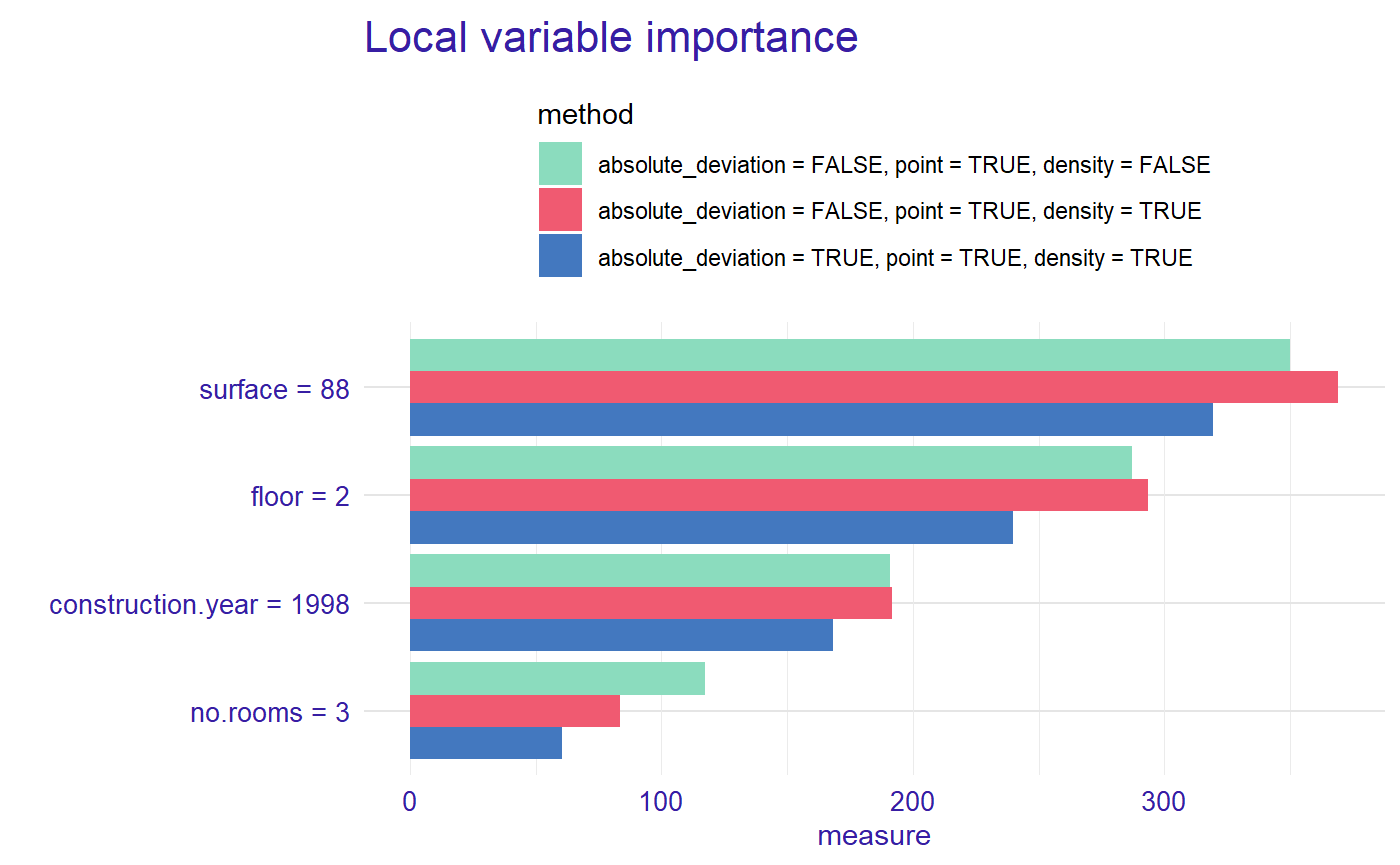 Local variable importance
method
absolute_deviation = FALSE, point = TRUE, density = FALSE
absolute_deviation = FALSE, point = TRUE, density = TRUE
absolute_deviation = TRUE, point = TRUE, density = TRUE
surface = 88
floor = 2
construction.year = 1998
no.rooms = 3
0 100 200 300
measure